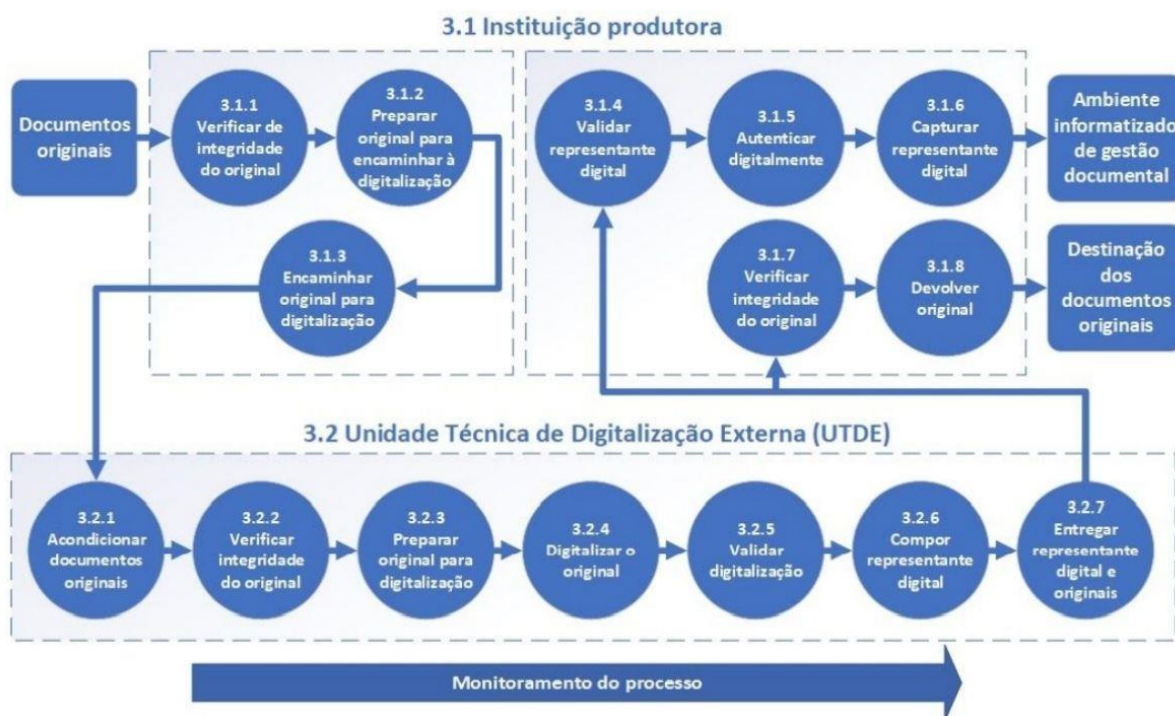 3.1 Instituição produtora
Documentos
originais
3.1.1
Verificar de
integridade
do original
3.1.2
Preparar
original para
encaminhar à
digitalização
3.1.3
Encaminhar
original para
digitalização
3.1.4
Validar
representante
digital
3.1.5
Autenticar
digitalmente
3.1.6
Capturar
representante
digital
Ambiente
informatizado
de gestão
documental
3.1.7
Verificar
integridade
do original
3.1.8
Devolver
original
Destinação
dos
documentos
originais
3.2 Unidade Técnica de Digitalização Externa (UTDE)
3.2.1
Acondicionar
documentos
originais
3.2.2
Verificar
integridade
do original
3.2.3
Preparar
original para
digitalização
3.2.4
Digitalizar o
original
3.2.5
Validar
digitalização
3.2.6
Compor
representante
digital
3.2.7
Entregar
representante
digital e
originais
Monitoramento do processo